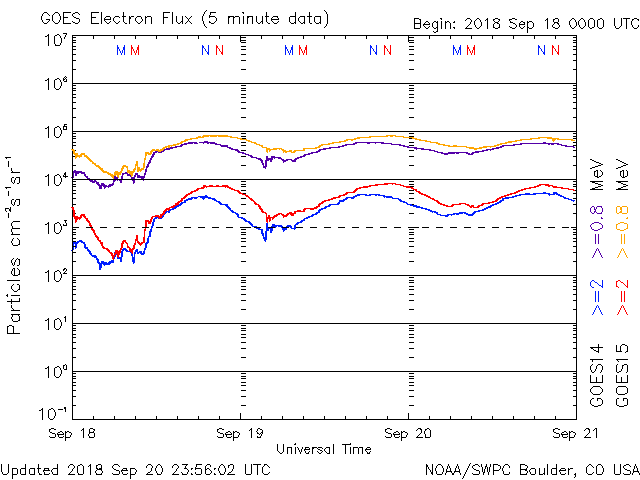 GOES Electron Flux (5 minute data)
Begin: 2018 Sep 18 0000 UTC
10⁷
10⁶
10⁵
10⁴
10³
10²
10¹
10⁰
10⁻¹
Particles cm⁻²s⁻¹sr⁻¹
M M N N M M N N M M N N
Sep 18 Sep 19 Sep 20 Sep 21
Universal Time
GOES14 >=2 >=0.8 MeV
GOES15 >=2 >=0.8 MeV
Updated 2018 Sep 20 23:56:02 UTC
NOAA/SWPC Boulder, CO USA